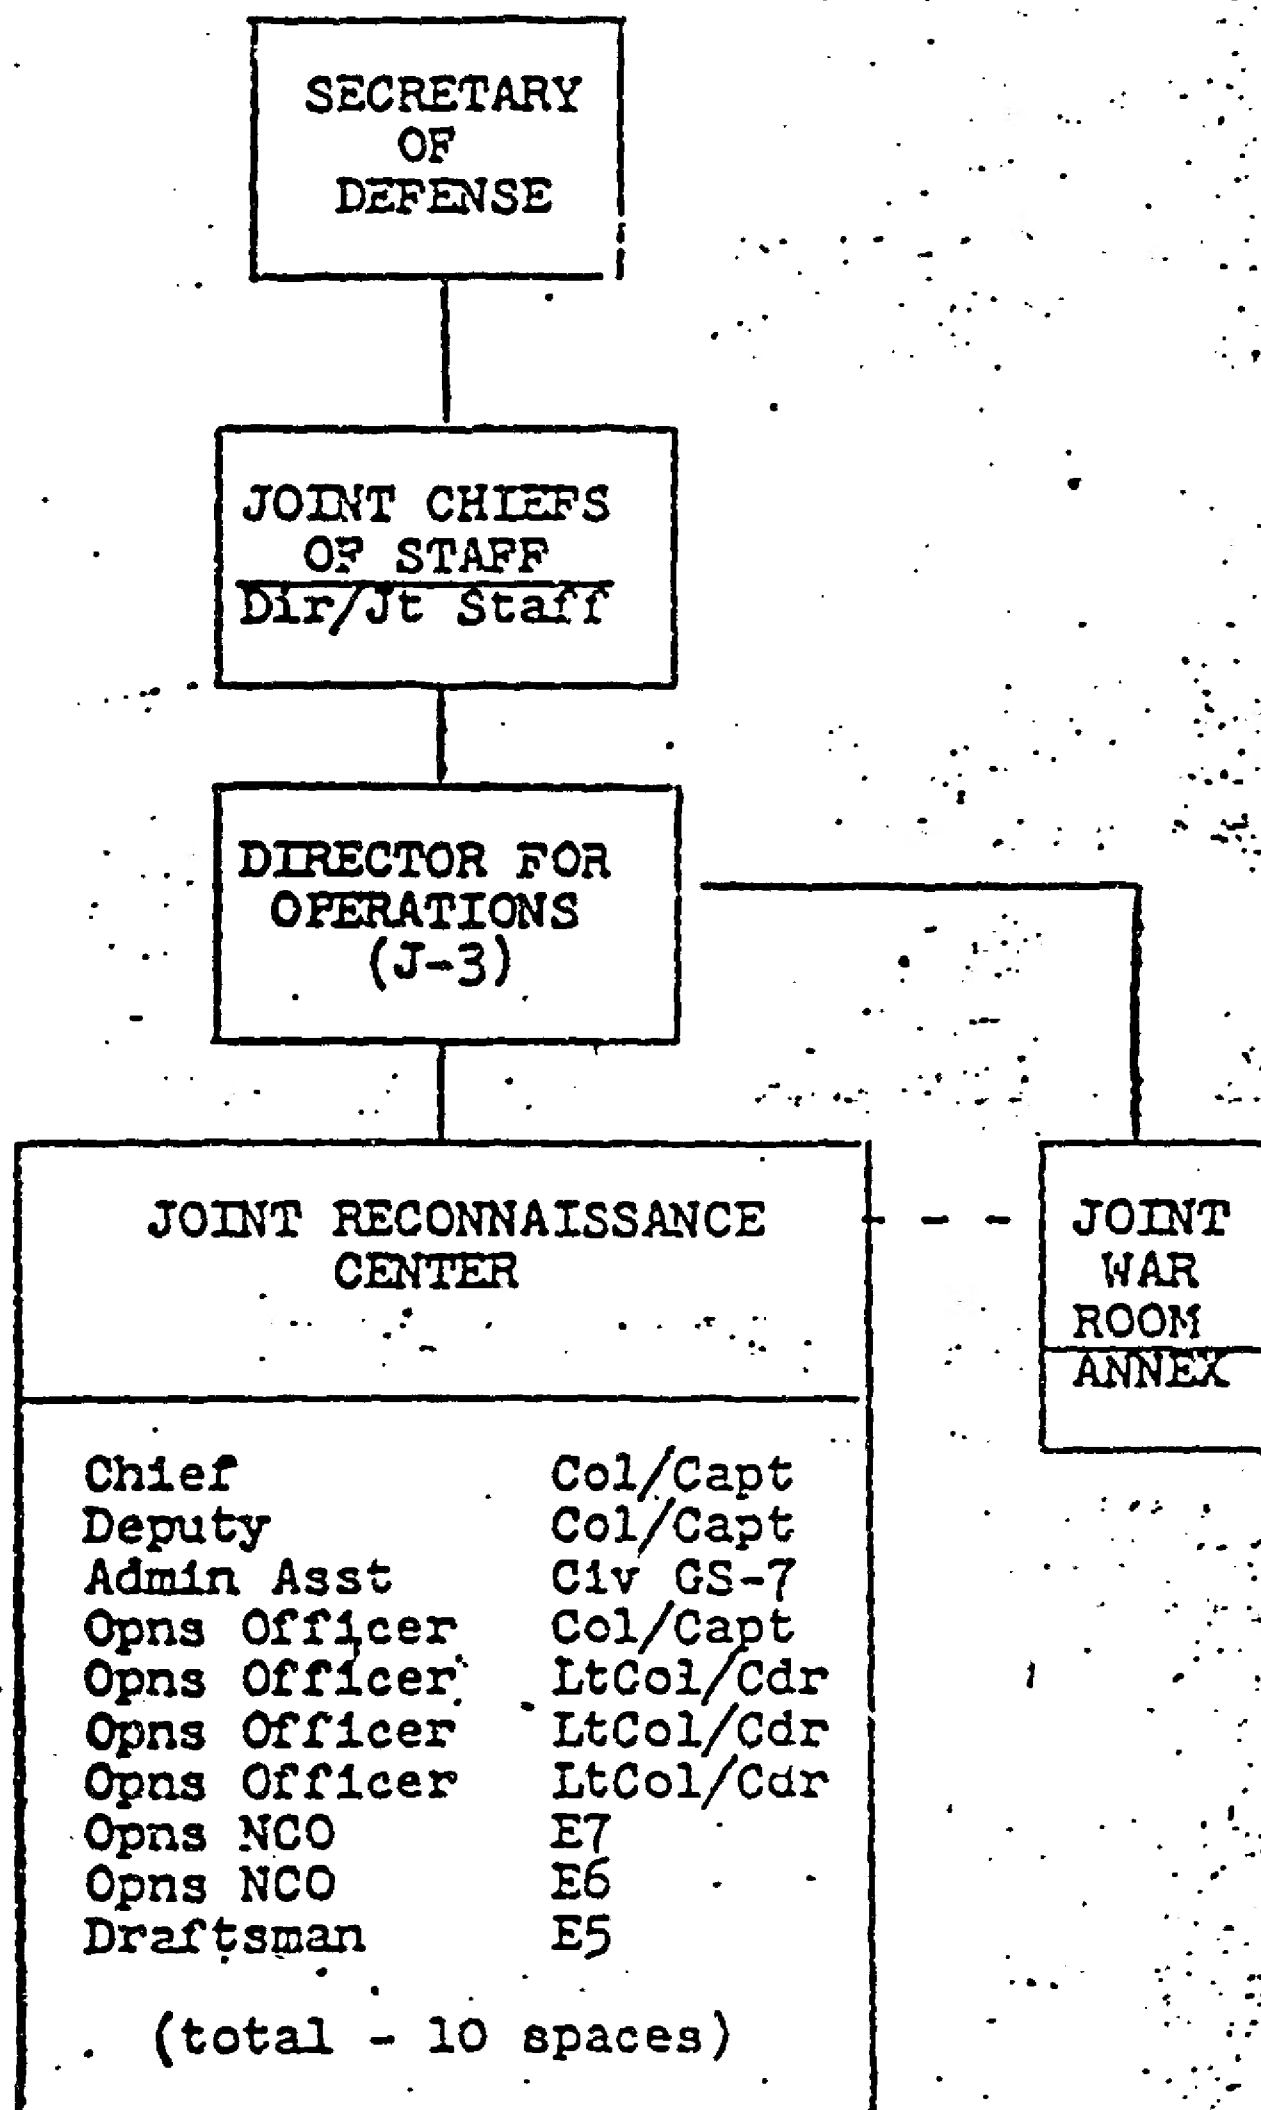 SECRETARY
OF
DEFENSE
JOINT CHIEFS
OF STAFF
Dir/Jt Staff
DIRECTOR FOR
OPERATIONS
(J-3)
JOINT RECONNAISSANCE
CENTER
JOINT
WAR
ROOM
ANNEX
Chief Col/Capt
Deputy Col/Capt
Admin Asst Civ GS-7
Opns Officer Col/Capt
Opns Officer LtCol/Cdr
Opns Officer LtCol/Cdr
Opns Officer LtCol/Cdr
Opns NCO E7
Opns NCO E6
Draftsman E5
(total - 10 spaces)